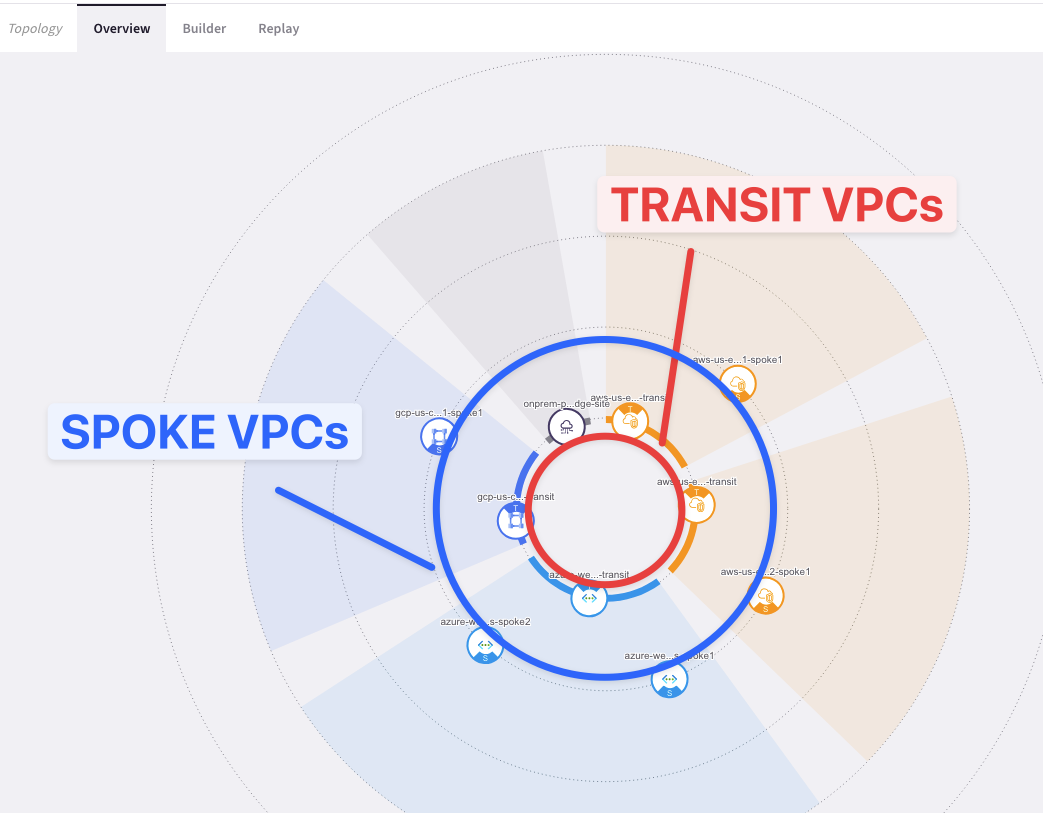 Topology Overview Builder Replay
TRANSIT VPCs
aws-us-e...1-spoke1
aws-us-e...-trans
onprem-p...dge-site
gcp-us-c...1-spoke1
T
SPOKE VPCs
S
S
aws-us-e...-transit
T
gcp-us-c...-transit
T
azure-we...-transit
aws-us-e...2-spoke1
S
azure-we...s-spoke2
S
azure-we...s-spoke1
S